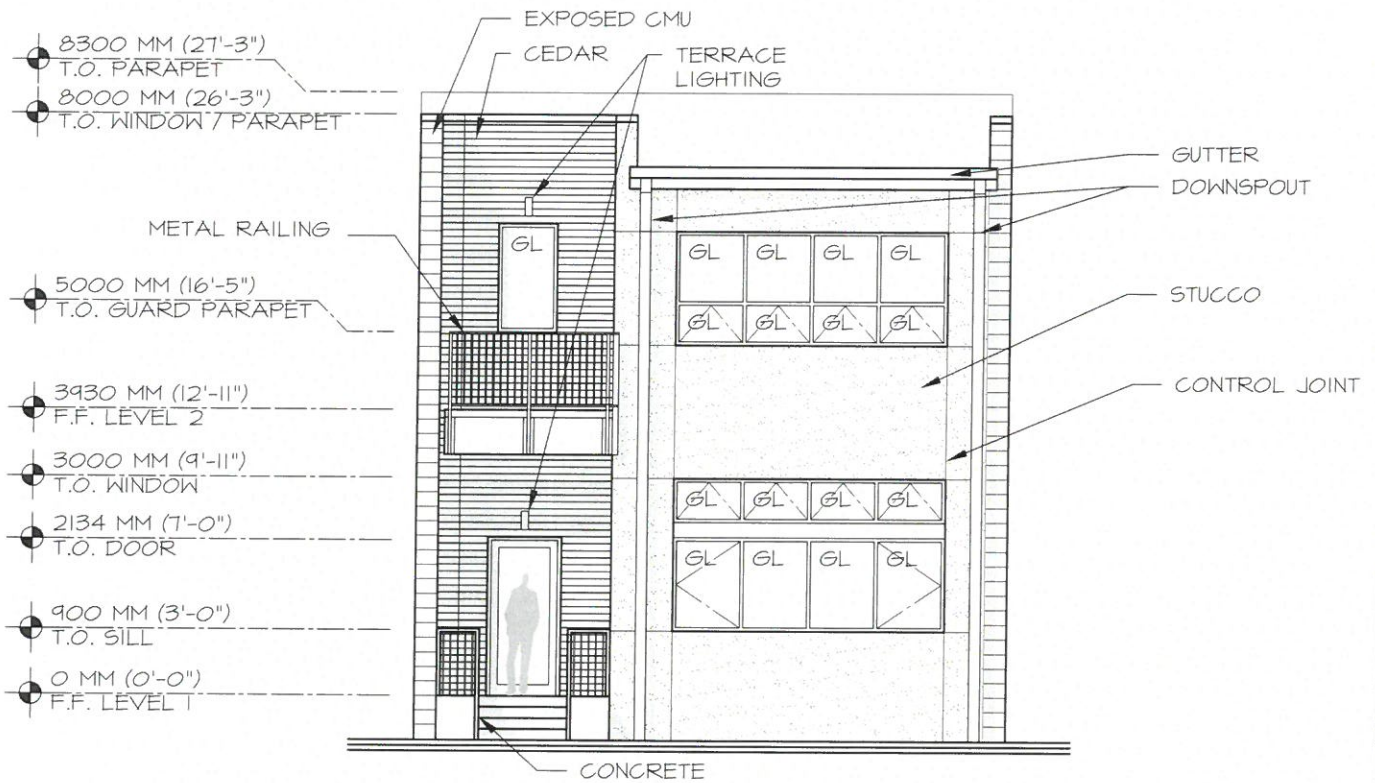 EXPOSED CMU
CEDAR
TERRACE
LIGHTING
8300 MM (27'-3")
T.O. PARAPET
8000 MM (26'-3")
T.O. WINDOW / PARAPET
METAL RAILING
5000 MM (16'-5")
T.O. GUARD PARAPET
3930 MM (12'-11")
F.F. LEVEL 2
3000 MM (9'-11")
T.O. WINDOW
2134 MM (7'-0")
T.O. DOOR
900 MM (3'-0")
T.O. SILL
0 MM (0'-0")
F.F. LEVEL 1
GL
GL GL GL GL
GL GL GL GL
GL GL GL GL
GL GL GL GL
GUTTER
DOWNSPOUT
STUCCO
CONTROL JOINT
CONCRETE